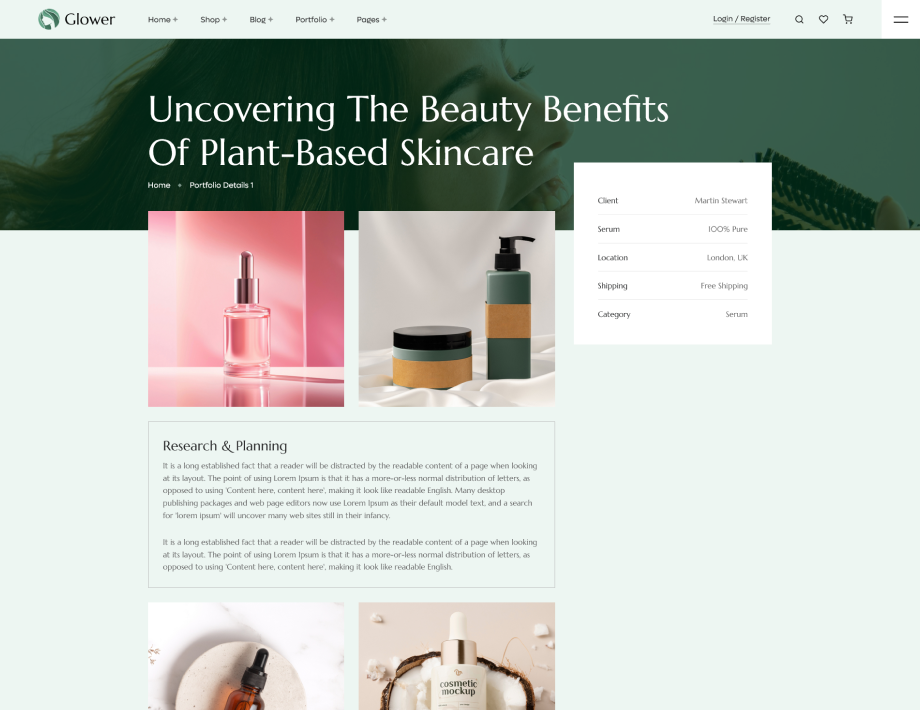 Glower
Home +
Shop +
Blog +
Portfolio +
Pages +
Login / Register
Uncovering The Beauty Benefits
Of Plant-Based Skincare
Home
Portfolio Details 1
Client Martin Stewart
Serum 100% Pure
Location London, UK
Shipping Free Shipping
Category Serum
Research & Planning
It is a long established fact that a reader will be distracted by the readable content of a page when looking
at its layout. The point of using Lorem Ipsum is that it has a more-or-less normal distribution of letters, as
opposed to using 'Content here, content here', making it look like readable English. Many desktop
publishing packages and web page editors now use Lorem Ipsum as their default model text, and a search
for 'lorem ipsum' will uncover many web sites still in their infancy.
It is a long established fact that a reader will be distracted by the readable content of a page when looking
at its layout. The point of using Lorem Ipsum is that it has a more-or-less normal distribution of letters, as
opposed to using 'Content here, content here', making it look like readable English.
cosmetic
mockup